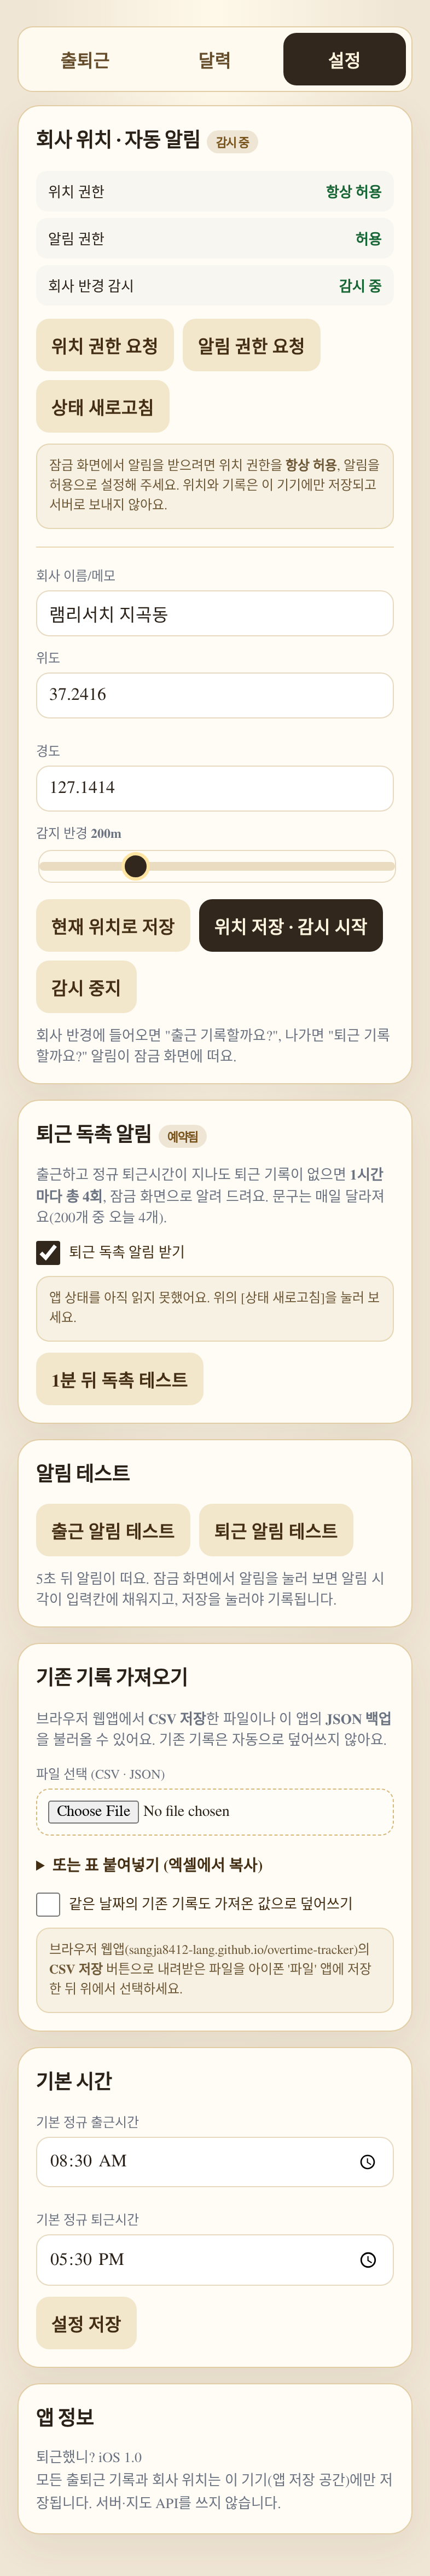 출퇴근 달력 설정
회사 위치 · 자동 알림 감시 중
위치 권한 항상 허용
알림 권한 허용
회사 반경 감시 감시 중
위치 권한 요청 알림 권한 요청
상태 새로고침
잠금 화면에서 알림을 받으려면 위치 권한을 항상 허용, 알림을
허용으로 설정해 주세요. 위치와 기록은 이 기기에만 저장되고
서버로 보내지 않아요.
회사 이름/메모
램리서치 지곡동
위도
37.2416
경도
127.1414
감지 반경 200m
현재 위치로 저장 위치 저장 · 감시 시작
감시 중지
회사 반경에 들어오면 "출근 기록할까요?", 나가면 "퇴근 기록
할까요?" 알림이 잠금 화면에 떠요.
퇴근 독촉 알림 예약됨
출근하고 정규 퇴근시간이 지나도 퇴근 기록이 없으면 1시간
마다 총 4회, 잠금 화면으로 알려 드려요. 문구는 매일 달라져
요(200개 중 오늘 4개).
퇴근 독촉 알림 받기
앱 상태를 아직 읽지 못했어요. 위의 [상태 새로고침]을 눌러 보
세요.
1분 뒤 독촉 테스트
알림 테스트
출근 알림 테스트 퇴근 알림 테스트
5초 뒤 알림이 떠요. 잠금 화면에서 알림을 눌러 보면 알림 시
각이 입력칸에 채워지고, 저장을 눌러야 기록됩니다.
기존 기록 가져오기
브라우저 웹앱에서 CSV 저장한 파일이나 이 앱의 JSON 백업
을 불러올 수 있어요. 기존 기록은 자동으로 덮어쓰지 않아요.
파일 선택 (CSV · JSON)
Choose File No file chosen
또는 표 붙여넣기 (엑셀에서 복사)
같은 날짜의 기존 기록도 가져온 값으로 덮어쓰기
브라우저 웹앱(sangja8412-lang.github.io/overtime-tracker)의
CSV 저장 버튼으로 내려받은 파일을 아이폰 '파일' 앱에 저장
한 뒤 위에서 선택하세요.
기본 시간
기본 정규 출근시간
08:30 AM
기본 정규 퇴근시간
05:30 PM
설정 저장
앱 정보
퇴근했니? iOS 1.0
모든 출퇴근 기록과 회사 위치는 이 기기(앱 저장 공간)에만 저
장됩니다. 서버·지도 API를 쓰지 않습니다.